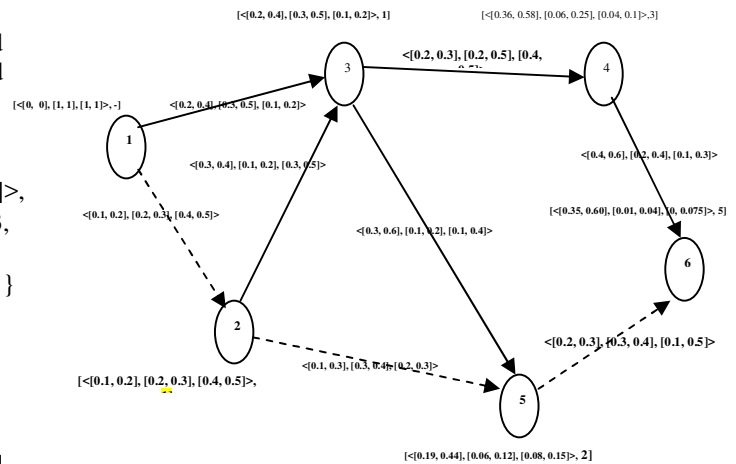 [<[0.2, 0.4], [0.3, 0.5], [0.1, 0.2]>, 1]
[<[0.36, 0.58], [0.06, 0.25], [0.04, 0.1]>,3]
<[0.2, 0.3], [0.2, 0.5], [0.4,
3
4
[<[0, 0], [1, 1], [1, 1]>, -]
<[0.2, 0.4], [0.3, 0.5], [0.1, 0.2]>
1
<[0.3, 0.4], [0.1, 0.2], [0.3, 0.5]>
<[0.4, 0.6], [0.2, 0.4], [0.1, 0.3]>
]>,
<[0.1, 0.2], [0.2, 0.3], [0.4, 0.5]>
[<[0.35, 0.60], [0.01, 0.04], [0, 0.075]>, 5]
<[0.3, 0.6], [0.1, 0.2], [0.1, 0.4]>
6
}
2
<[0.2, 0.3], [0.3, 0.4], [0.1, 0.5]>
<[0.1, 0.3], [0.3, 0.4], [0.2, 0.3]>
[<[0.1, 0.2], [0.2, 0.3], [0.4, 0.5]>,
5
[<[0.19, 0.44], [0.06, 0.12], [0.08, 0.15]>, 2]